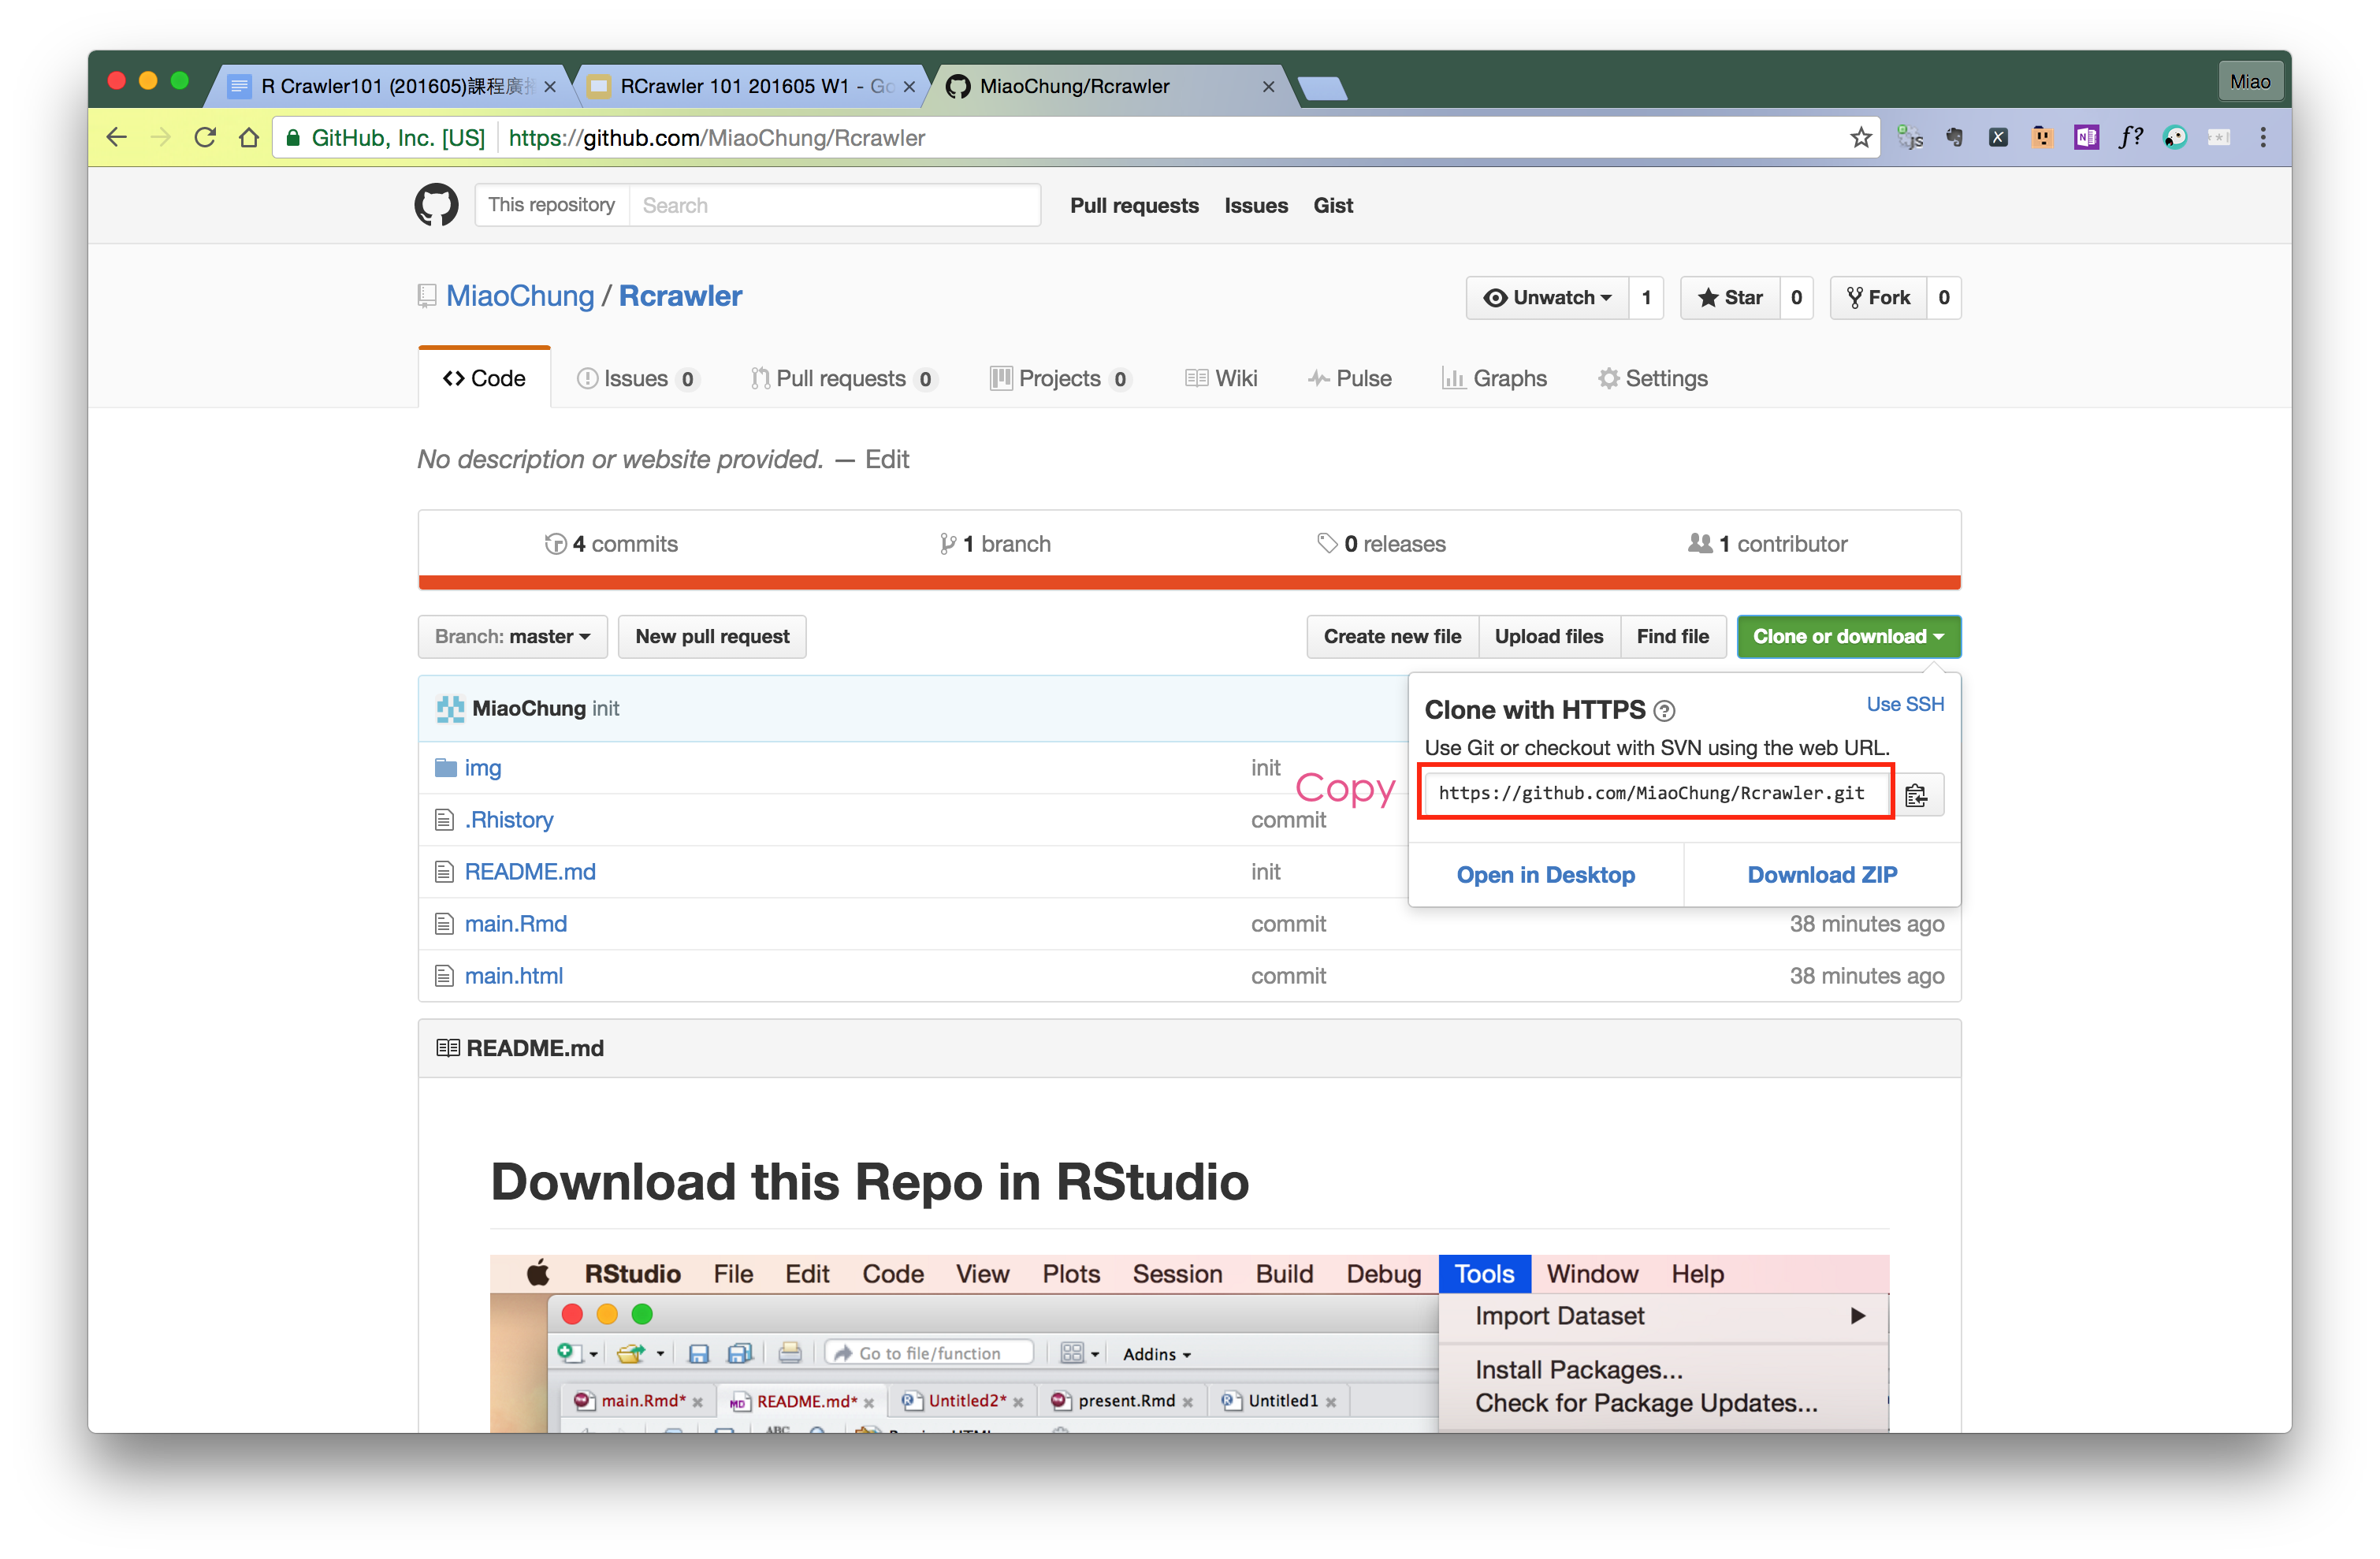 R Crawler101 (201605)課程廣
RCrawler 101 201605 W1 - Go
MiaoChung/Rcrawler
Miao
GitHub, Inc. [US]
https://github.com/MiaoChung/Rcrawler
This repository
Search
Pull requests
Issues
Gist
MiaoChung / Rcrawler
Unwatch 1
Star 0
Fork 0
Code
Issues 0
Pull requests 0
Projects 0
Wiki
Pulse
Graphs
Settings
No description or website provided. — Edit
4 commits
1 branch
0 releases
1 contributor
Branch: master
New pull request
Create new file
Upload files
Find file
Clone or download
MiaoChung init
Clone with HTTPS
Use SSH
Use Git or checkout with SVN using the web URL.
Copy
https://github.com/MiaoChung/Rcrawler.git
Open in Desktop
Download ZIP
img
init
.Rhistory
commit
README.md
init
main.Rmd
commit
38 minutes ago
main.html
commit
38 minutes ago
README.md
Download this Repo in RStudio
RStudio File Edit Code View Plots Session Build Debug Tools Window Help
Import Dataset
Install Packages...
Check for Package Updates...
Go to file/function
Addins
main.Rmd*
README.md*
Untitled2*
present.Rmd
Untitled1